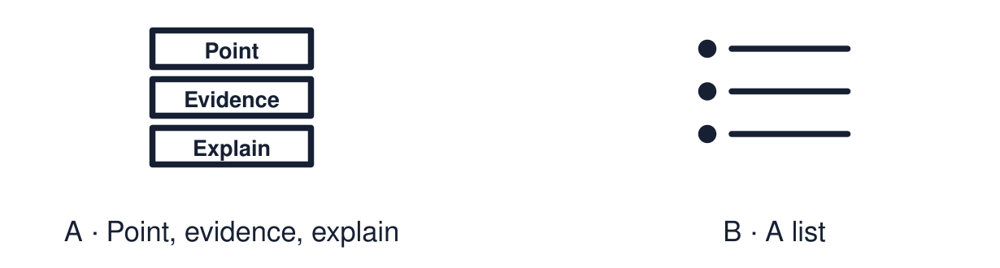 Point
Evidence
Explain
A · Point, evidence, explain
B · A list